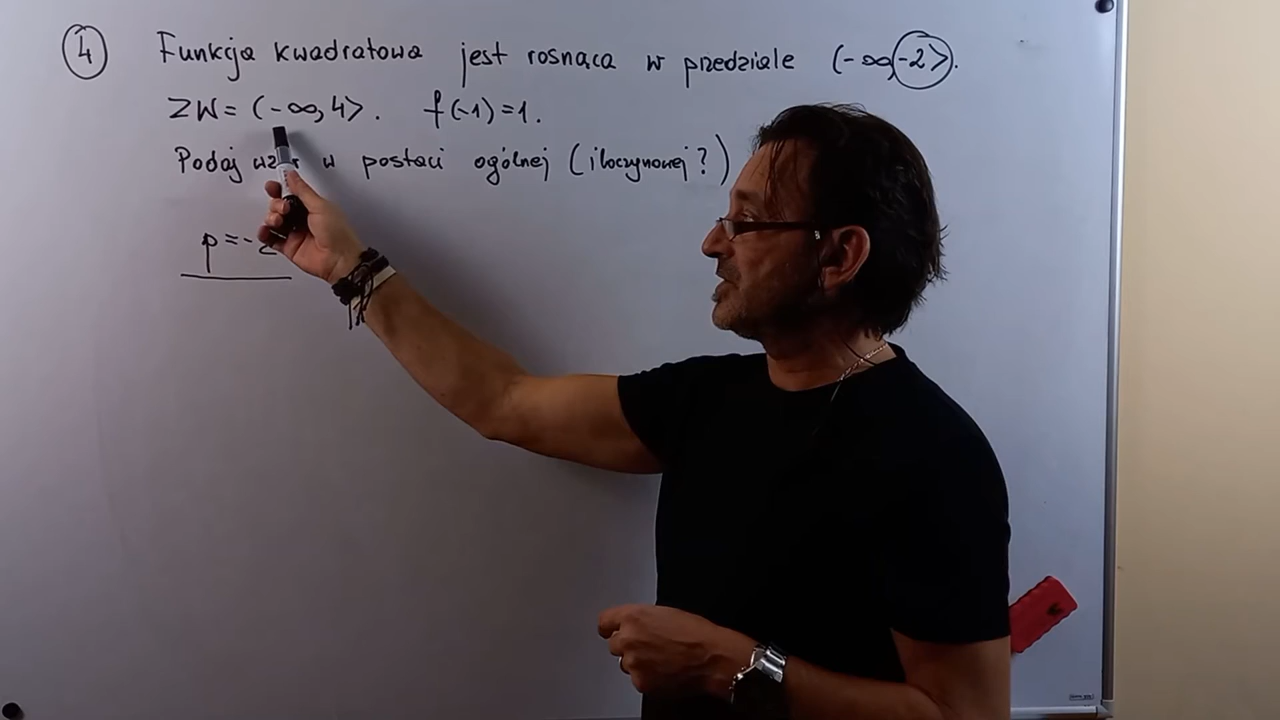 4 Funkcja kwadratowa jest rosnąca w przedziale (-∞,-2>.
ZW = (-∞,4>. f(-1)=1.
Podaj wzór w postaci ogólnej (iloczynowej?)
p=-2